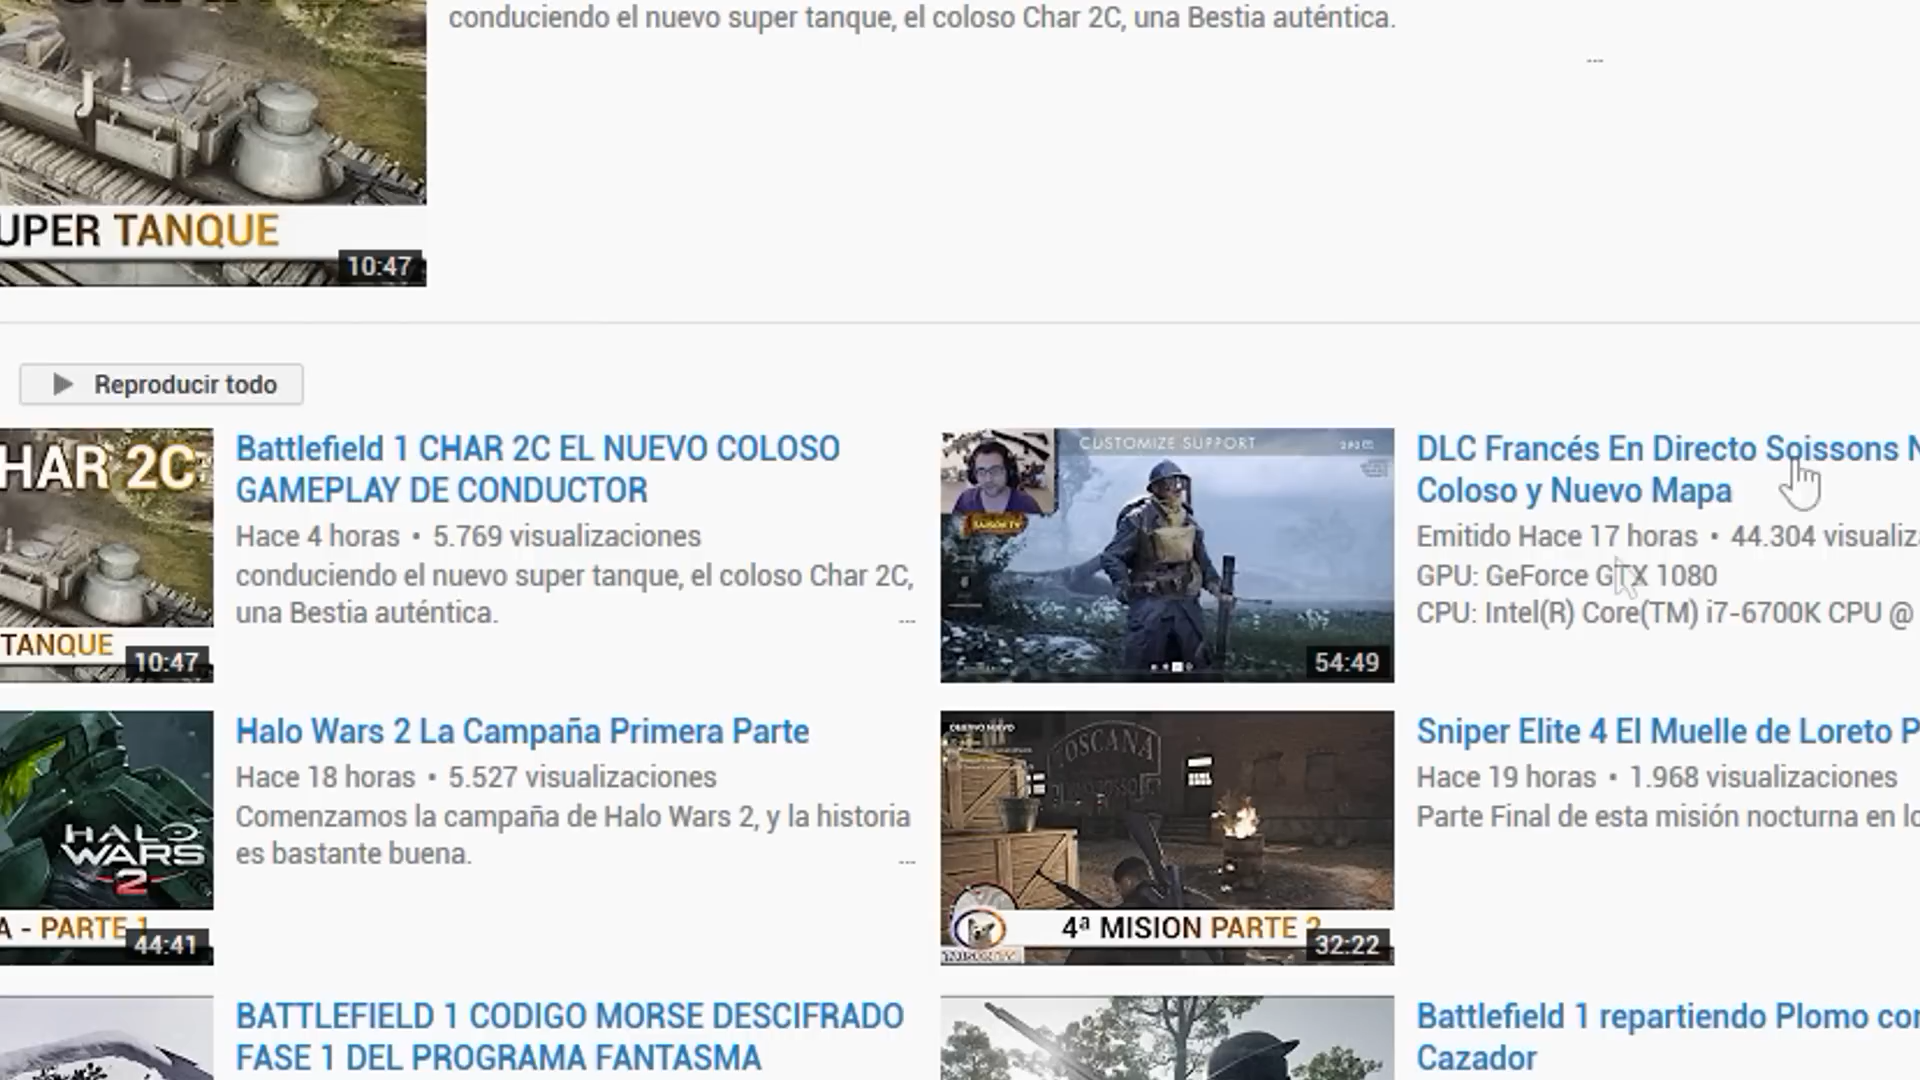 conduciendo el nuevo super tanque, el coloso Char 2C, una Bestia auténtica.
...
UPER TANQUE
10:47
Reproducir todo
HAR 2C
TANQUE
10:47
Battlefield 1 CHAR 2C EL NUEVO COLOSO
GAMEPLAY DE CONDUCTOR
Hace 4 horas • 5.769 visualizaciones
conduciendo el nuevo super tanque, el coloso Char 2C,
una Bestia auténtica.
...
CUSTOMIZE SUPPORT
54:49
DLC Francés En Directo Soissons N
Coloso y Nuevo Mapa
Emitido Hace 17 horas • 44.304 visualiza
GPU: GeForce GTX 1080
CPU: Intel(R) Core(TM) i7-6700K CPU @
HALO
WARS
2
A - PARTE 1
44:41
Halo Wars 2 La Campaña Primera Parte
Hace 18 horas • 5.527 visualizaciones
Comenzamos la campaña de Halo Wars 2, y la historia
es bastante buena.
...
TOSCANA
4ª MISION PARTE 2
32:22
Sniper Elite 4 El Muelle de Loreto P
Hace 19 horas • 1.968 visualizaciones
Parte Final de esta misión nocturna en lo
BATTLEFIELD 1 CODIGO MORSE DESCIFRADO
FASE 1 DEL PROGRAMA FANTASMA
Battlefield 1 repartiendo Plomo con
Cazador